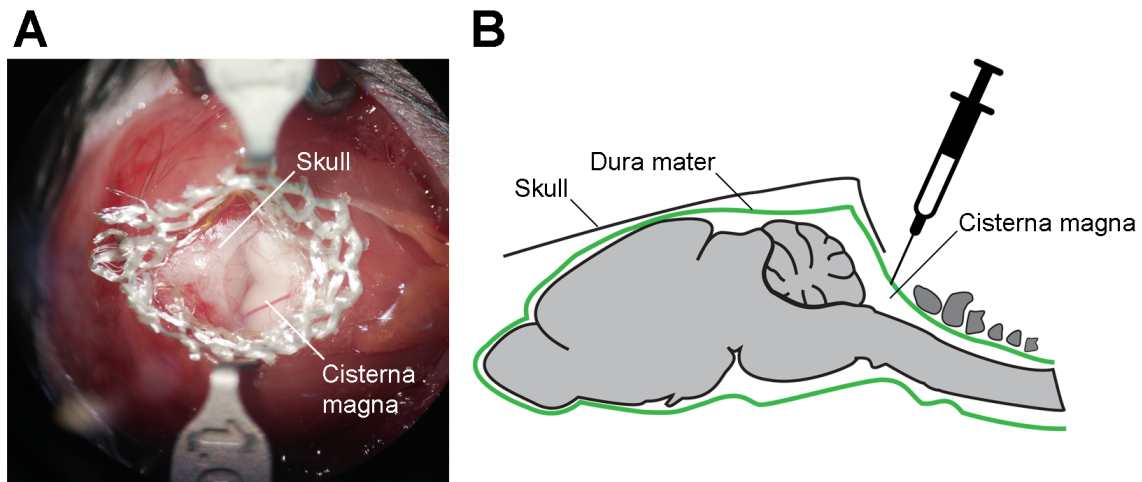 A
B
Skull
Cisterna
magna
Dura mater
Skull
Cisterna magna